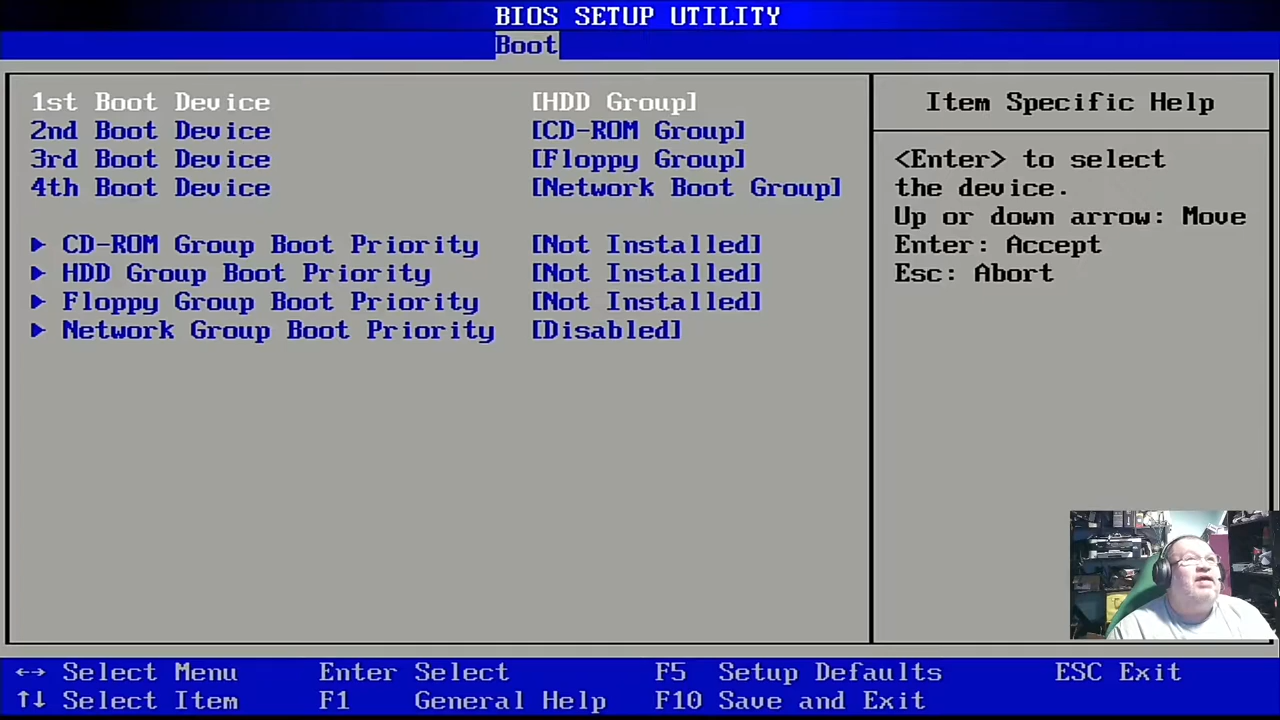 BIOS SETUP UTILITY
Boot
1st Boot Device [HDD Group]
2nd Boot Device [CD-ROM Group]
3rd Boot Device [Floppy Group]
4th Boot Device [Network Boot Group]
CD-ROM Group Boot Priority [Not Installed]
HDD Group Boot Priority [Not Installed]
Floppy Group Boot Priority [Not Installed]
Network Group Boot Priority [Disabled]
Item Specific Help
<Enter> to select
the device.
Up or down arrow: Move
Enter: Accept
Esc: Abort
↔ Select Menu Enter Select F5 Setup Defaults ESC Exit
↑↓ Select Item F1 General Help F10 Save and Exit